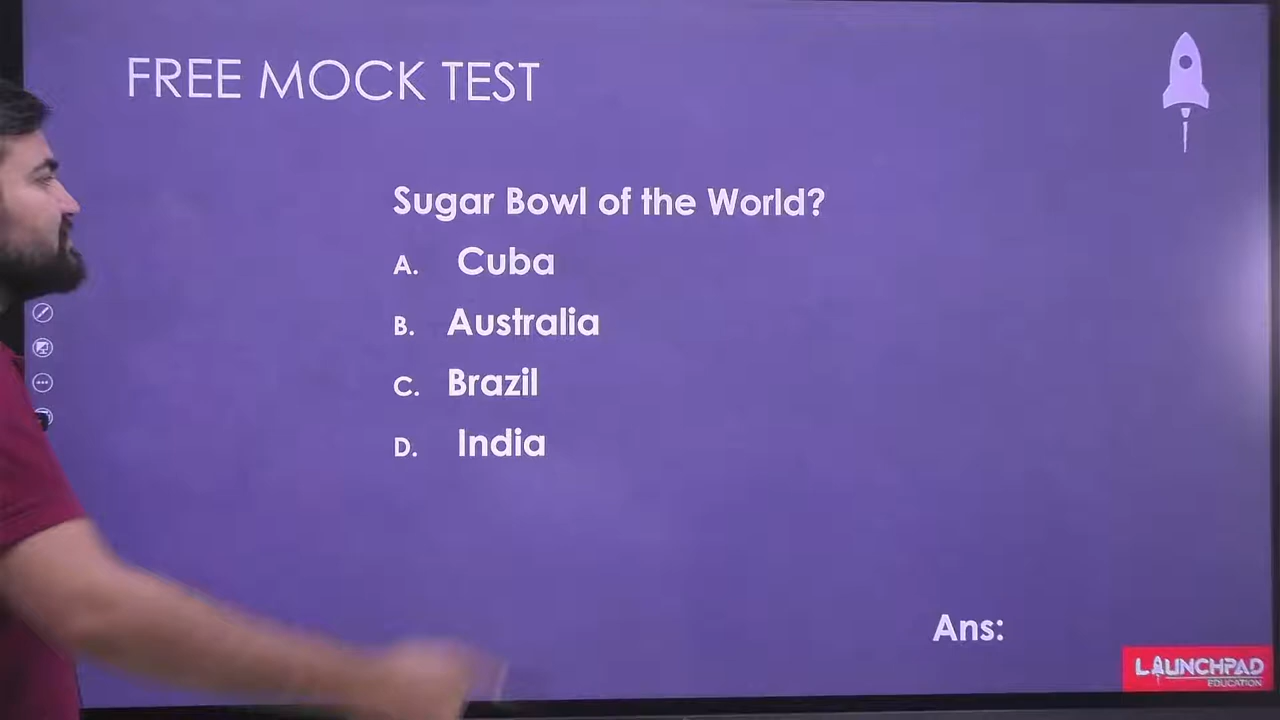 FREE MOCK TEST
Sugar Bowl of the World?
A. Cuba
B. Australia
C. Brazil
D. India
Ans:
LAUNCHPAD
EDUCATION